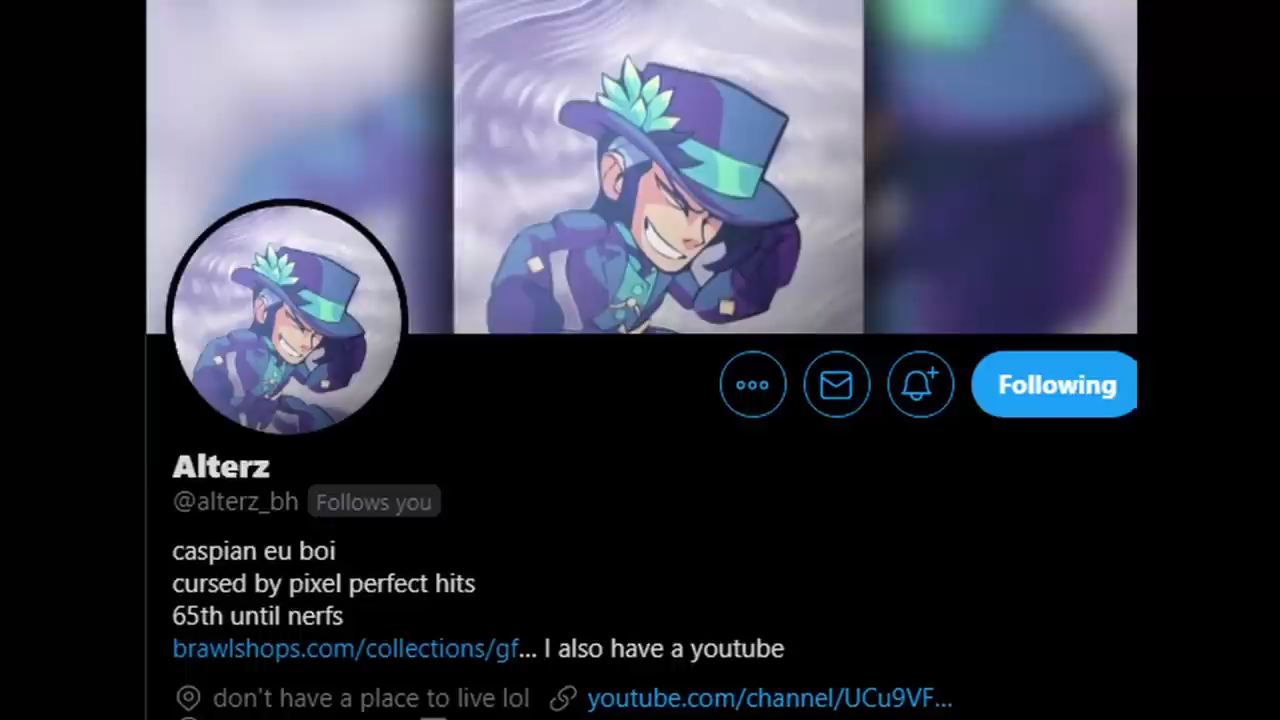 Following
Alterz
@alterz_bh Follows you
caspian eu boi
cursed by pixel perfect hits
65th until nerfs
brawlshops.com/collections/gf... I also have a youtube
don't have a place to live lol youtube.com/channel/UCu9VF...